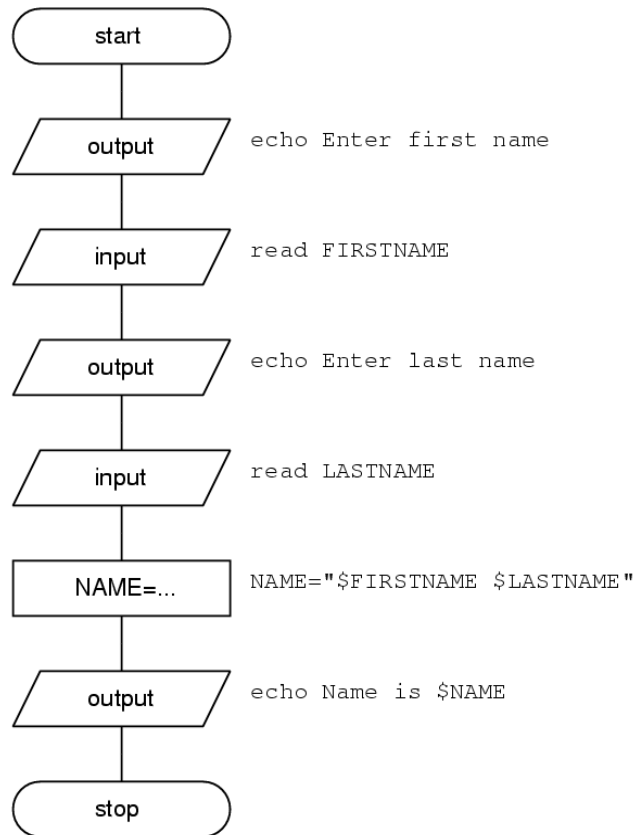 start
output echo Enter first name
input read FIRSTNAME
output echo Enter last name
input read LASTNAME
NAME=... NAME="$FIRSTNAME $LASTNAME"
output echo Name is $NAME
stop